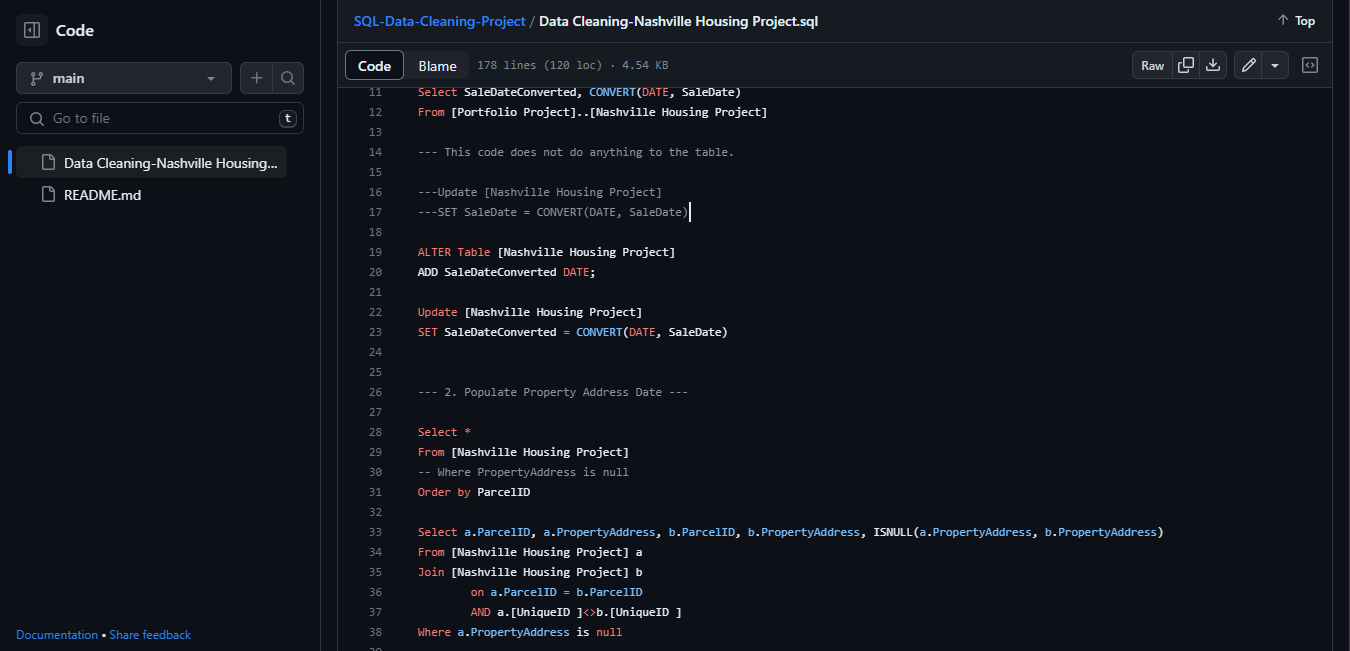 Code
main
Go to file
t
Data Cleaning-Nashville Housing...
README.md
Documentation • Share feedback
SQL-Data-Cleaning-Project / Data Cleaning-Nashville Housing Project.sql
Top
Code Blame 178 lines (120 loc) · 4.54 KB
Raw
11 Select SaleDateConverted, CONVERT(DATE, SaleDate)
12 From [Portfolio Project]..[Nashville Housing Project]
13
14 --- This code does not do anything to the table.
15
16 ---Update [Nashville Housing Project]
17 ---SET SaleDate = CONVERT(DATE, SaleDate)
18
19 ALTER Table [Nashville Housing Project]
20 ADD SaleDateConverted DATE;
21
22 Update [Nashville Housing Project]
23 SET SaleDateConverted = CONVERT(DATE, SaleDate)
24
25
26 --- 2. Populate Property Address Date ---
27
28 Select *
29 From [Nashville Housing Project]
30 -- Where PropertyAddress is null
31 Order by ParcelID
32
33 Select a.ParcelID, a.PropertyAddress, b.ParcelID, b.PropertyAddress, ISNULL(a.PropertyAddress, b.PropertyAddress)
34 From [Nashville Housing Project] a
35 Join [Nashville Housing Project] b
36 on a.ParcelID = b.ParcelID
37 AND a.[UniqueID ]<>b.[UniqueID ]
38 Where a.PropertyAddress is null